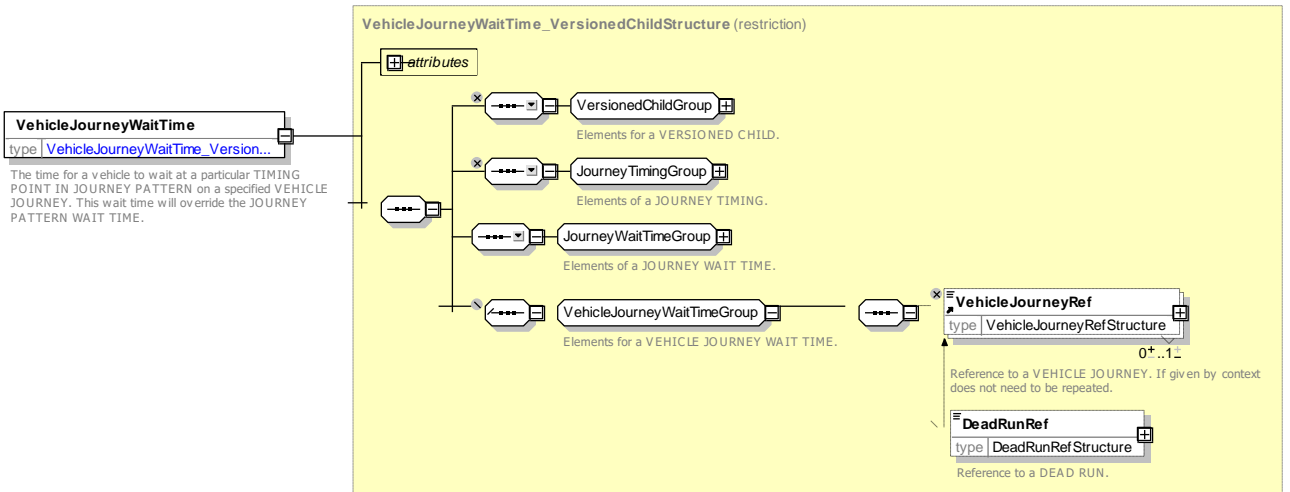 VehicleJourneyWaitTime_VersionedChildStructure (restriction)
attributes
VehicleJourneyWaitTime
type VehicleJourneyWaitTime_Version...
The time for a vehicle to wait at a particular TIMING
POINT IN JOURNEY PATTERN on a specified VEHICLE
JOURNEY. This wait time will override the JOURNEY
PATTERN WAIT TIME.
VersionedChildGroup
Elements for a VERSIONED CHILD.
JourneyTimingGroup
Elements of a JOURNEY TIMING.
JourneyWaitTimeGroup
Elements of a JOURNEY WAIT TIME.
VehicleJourneyWaitTimeGroup
Elements for a VEHICLE JOURNEY WAIT TIME.
VehicleJourneyRef
type VehicleJourneyRefStructure
0..1
Reference to a VEHICLE JOURNEY. If given by context
does not need to be repeated.
DeadRunRef
type DeadRunRefStructure
Reference to a DEAD RUN.